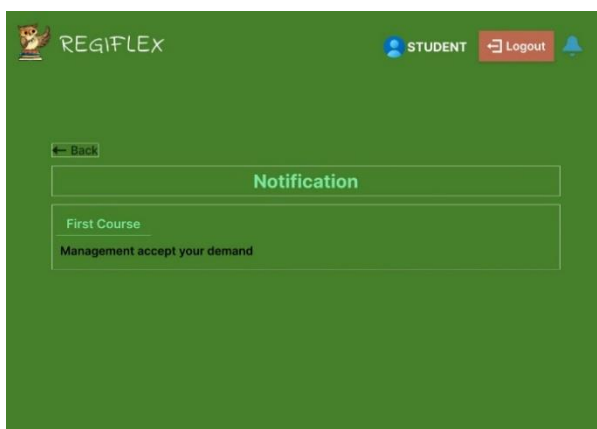 REGIFLEX
STUDENT
Logout
← Back
Notification
First Course
Management accept your demand